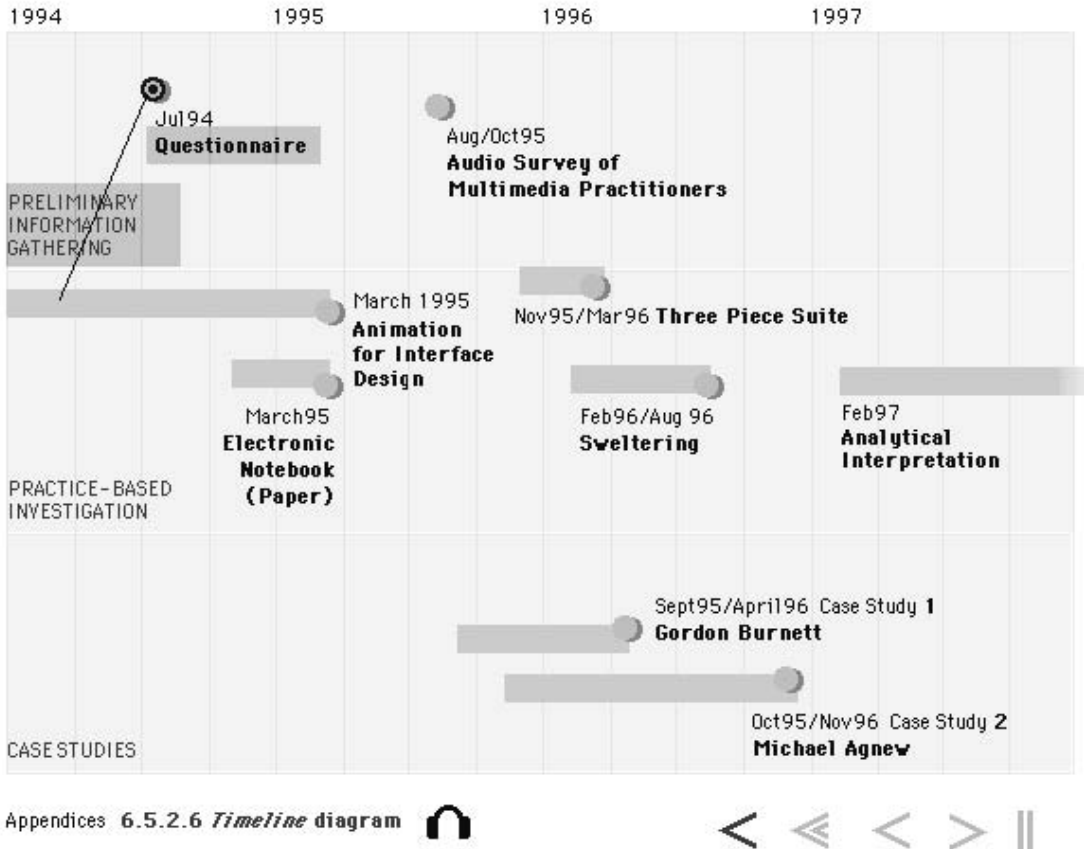 1994 1995 1996 1997
Jul94
Questionnaire
Aug/Oct95
Audio Survey of
Multimedia Practitioners
PRELIMINARY
INFORMATION
GATHERING
March 1995
Animation
for Interface
Design
Nov95/Mar96 Three Piece Suite
March95
Electronic
Notebook
(Paper)
Feb96/Aug 96
Sweltering
Feb97
Analytical
Interpretation
PRACTICE-BASED
INVESTIGATION
Sept95/April96 Case Study 1
Gordon Burnett
Oct95/Nov96 Case Study 2
Michael Agnew
CASE STUDIES
Appendices 6.5.2.6 Timeline diagram